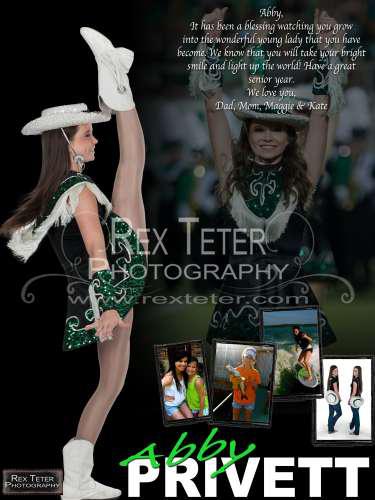 Abby,
It has been a blessing watching you grow
into the wonderful young lady that you have
become. We know that you will take your bright
smile and light up the world! Have a great
senior year.
We love you,
Dad, Mom, Maggie & Kate
REX TETER
PHOTOGRAPHY
www.rexteter.com
Abby
PRIVETT
REX TETER
PHOTOGRAPHY